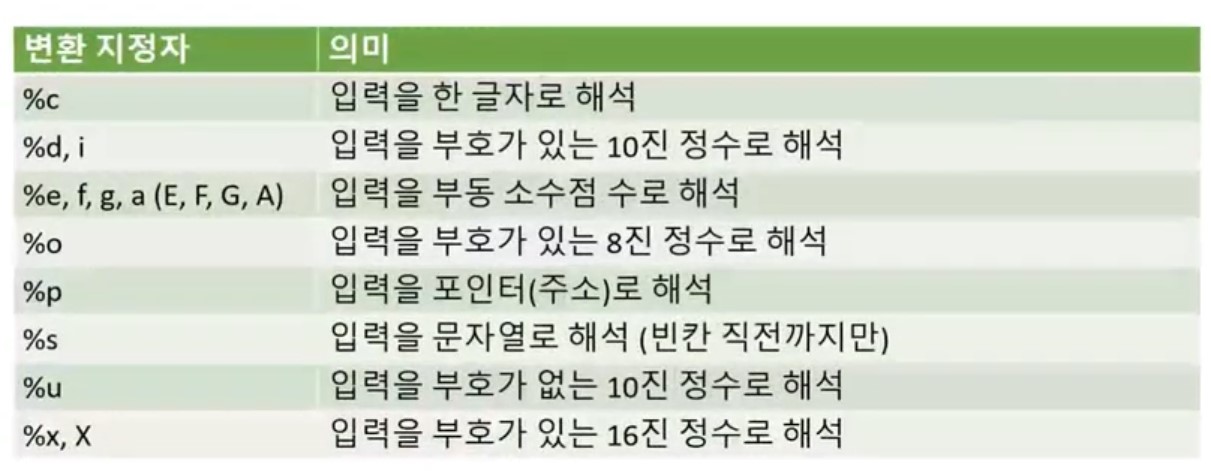 변환 지정자 의미
%c 입력을 한 글자로 해석
%d, i 입력을 부호가 있는 10진 정수로 해석
%e, f, g, a (E, F, G, A) 입력을 부동 소수점 수로 해석
%o 입력을 부호가 있는 8진 정수로 해석
%p 입력을 포인터(주소)로 해석
%s 입력을 문자열로 해석 (빈칸 직전까지만)
%u 입력을 부호가 없는 10진 정수로 해석
%x, X 입력을 부호가 있는 16진 정수로 해석